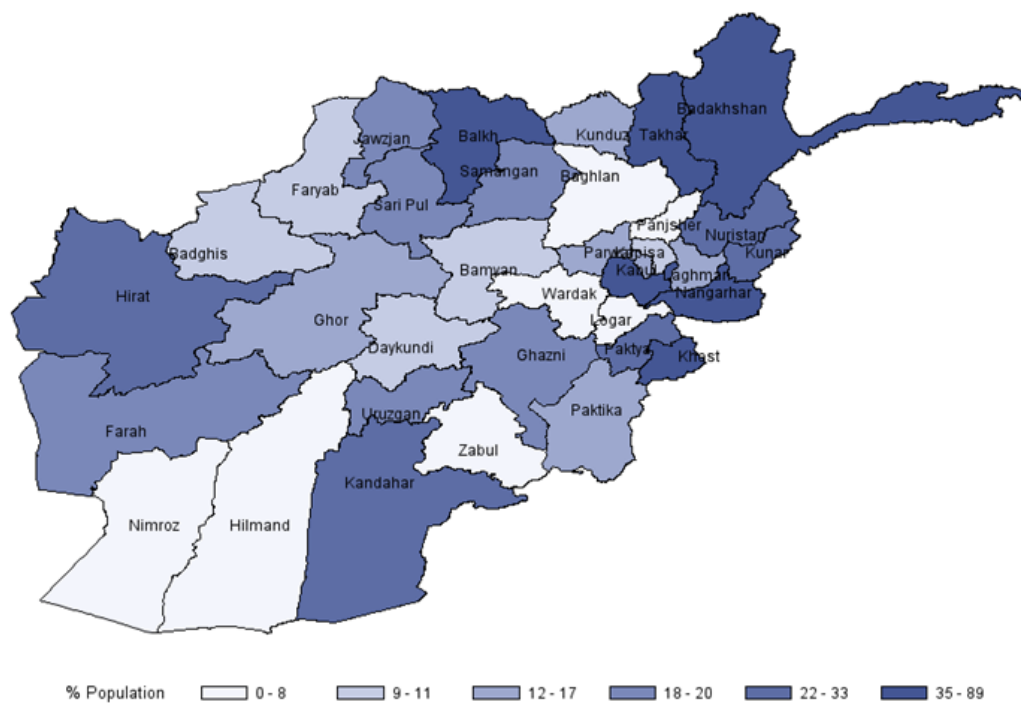 Badakhshan
Jawzjan
Balkh
Kunduz
Takhar
Samangan
Baghlan
Faryab
Sari Pul
Panjsher
Nuristan
Badghis
Kapisa
Kunar
Bamyan
Kabul
Laghman
Hirat
Wardak
Nangarhar
Ghor
Logar
Daykundi
Ghazni
Paktya
Khast
Uruzgan
Paktika
Farah
Zabul
Kandahar
Nimroz
Hilmand
% Population 0 - 8 9 - 11 12 - 17 18 - 20 22 - 33 35 - 89